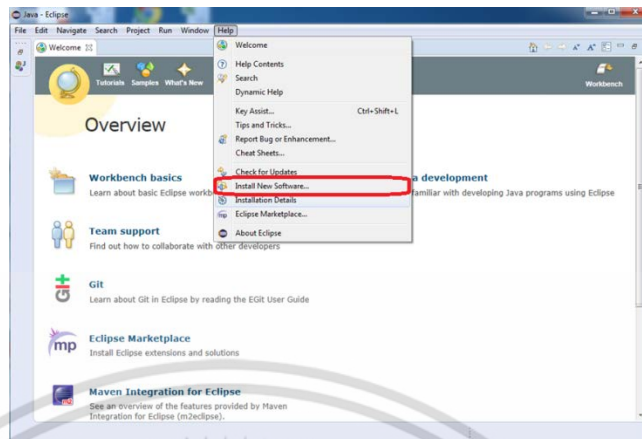 Java - Eclipse
File Edit Navigate Search Project Run Window Help
Welcome
Tutorials Samples What's New
Workbench
Welcome
Help Contents
Search
Dynamic Help
Key Assist... Ctrl+Shift+L
Tips and Tricks...
Report Bug or Enhancement...
Cheat Sheets...
Check for Updates
Install New Software...
Installation Details
Eclipse Marketplace...
About Eclipse
Overview
Workbench basics
Learn about basic Eclipse workb
a development
familiar with developing Java programs using Eclipse
Team support
Find out how to collaborate with other developers
git
Git
Learn about Git in Eclipse by reading the EGit User Guide
mp
Eclipse Marketplace
Install Eclipse extensions and solutions
Maven Integration for Eclipse
See an overview of the features provided by Maven
Integration for Eclipse (m2eclipse).